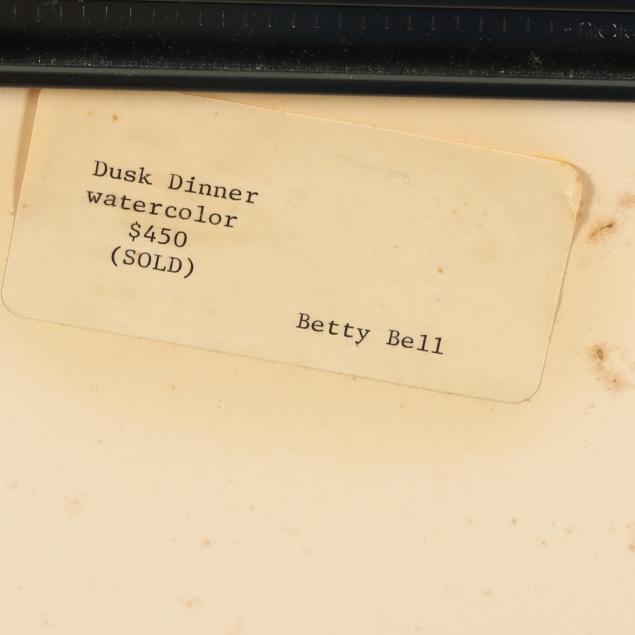 Dusk Dinner
watercolor
$450
(SOLD)
Betty Bell